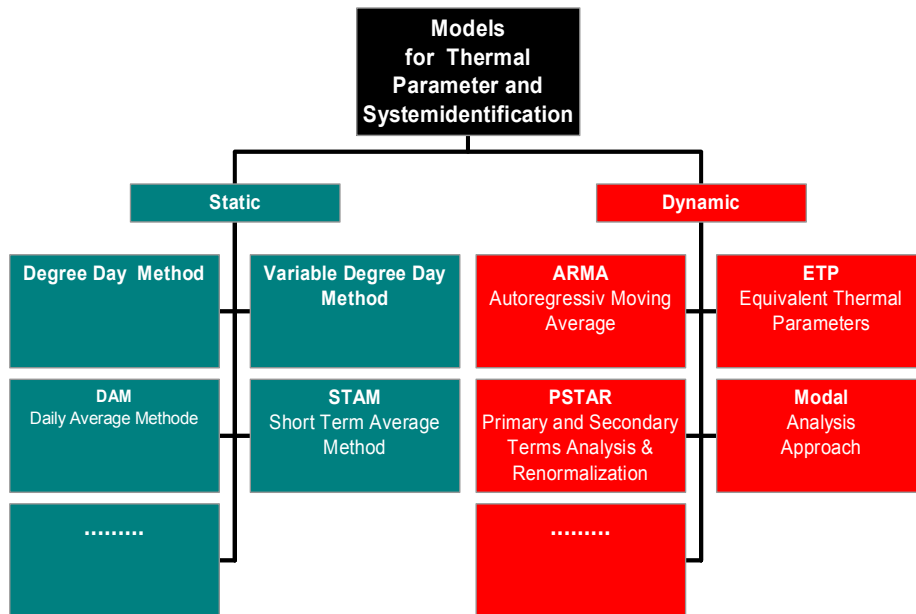 Models
for Thermal
Parameter and
Systemidentification
Static
Dynamic
Degree Day Method
Variable Degree Day
Method
ARMA
Autoregressiv Moving
Average
ETP
Equivalent Thermal
Parameters
DAM
Daily Average Methode
STAM
Short Term Average
Method
PSTAR
Primary and Secondary
Terms Analysis &
Renormalization
Modal
Analysis
Approach
.........
.........